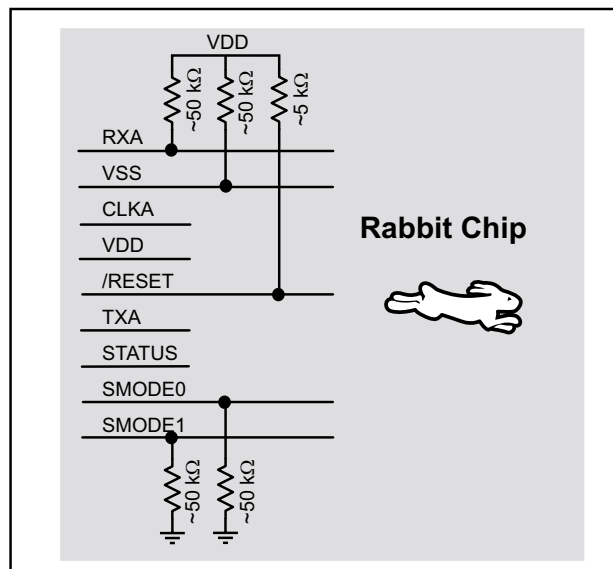 VDD
~50 kΩ
~50 kΩ
~5 kΩ
RXA
VSS
CLKA
VDD
/RESET
TXA
STATUS
SMODE0
SMODE1
Rabbit Chip
~50 kΩ
~50 kΩ